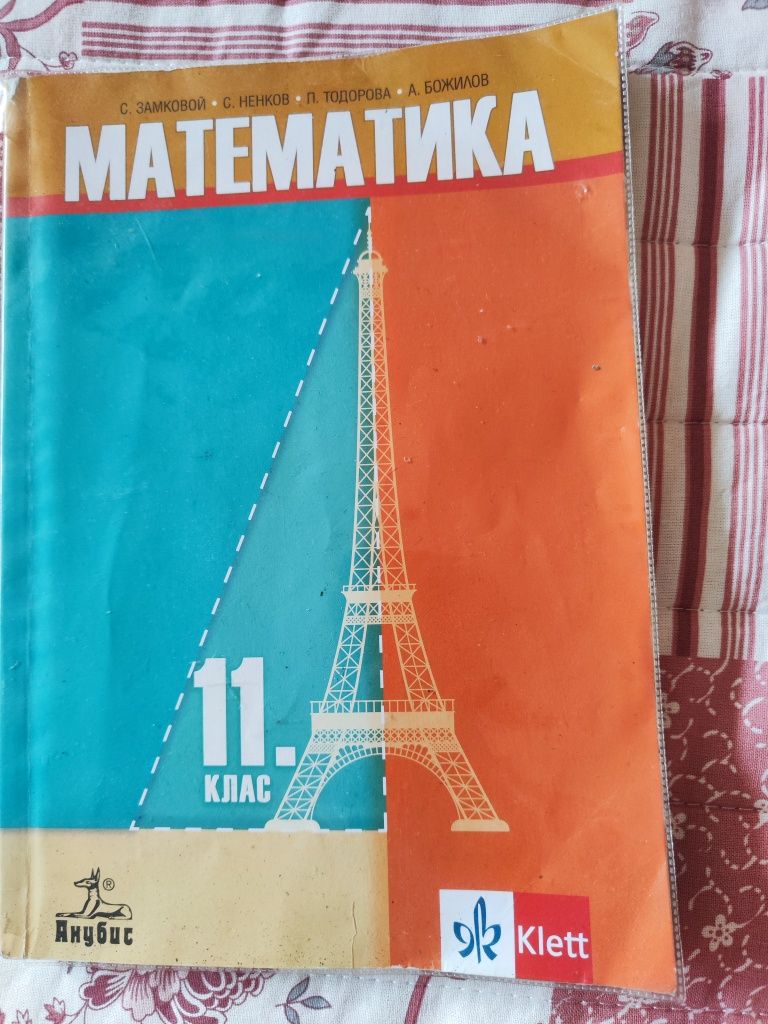 С. ЗАМКОВОЙ • С. НЕНКОВ • П. ТОДОРОВА • А. БОЖИЛОВ
МАТЕМАТИКА
11.
КЛАС
®
Анубис
Klett